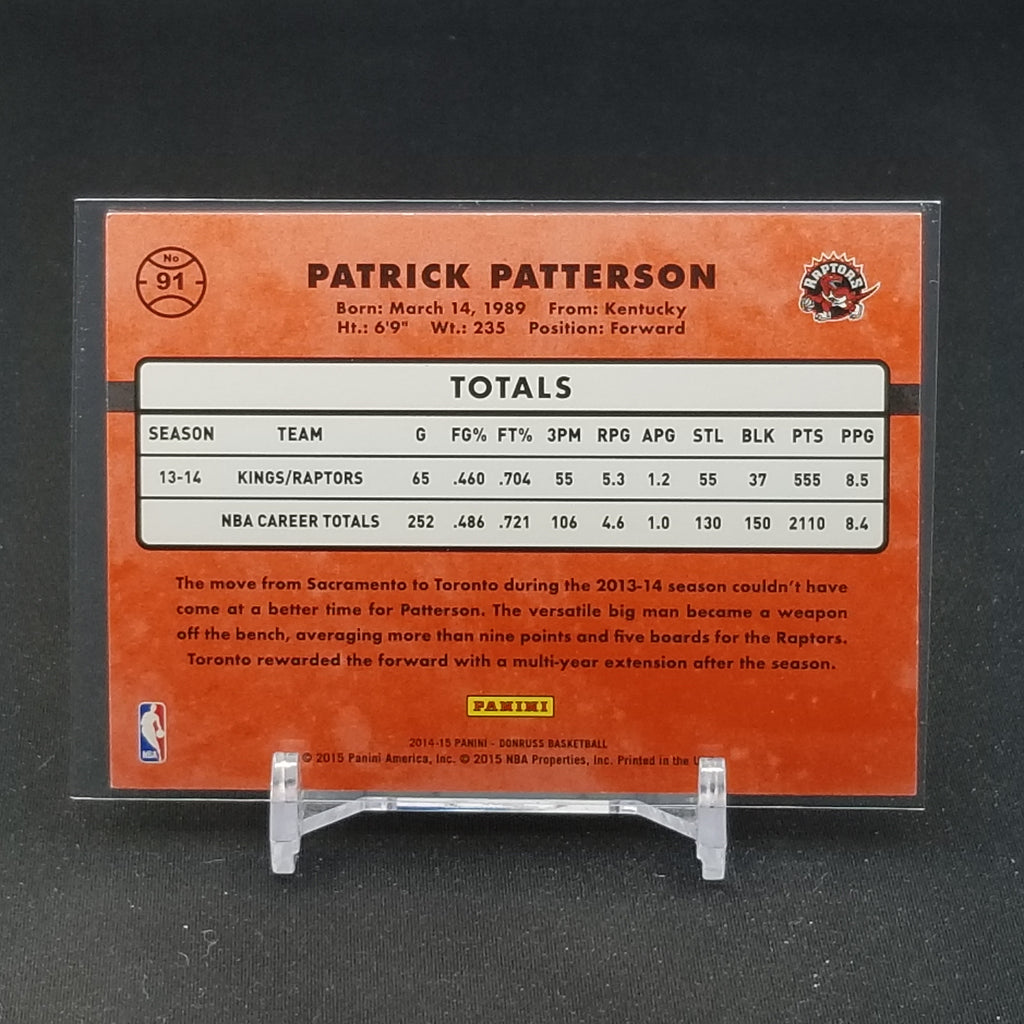 No
91
PATRICK PATTERSON
RAPTORS
Born: March 14, 1989 From: Kentucky
Ht.: 6'9" Wt.: 235 Position: Forward
TOTALS
SEASON TEAM G FG% FT% 3PM RPG APG STL BLK PTS PPG
13-14 KINGS/RAPTORS 65 .460 .704 55 5.3 1.2 55 37 555 8.5
NBA CAREER TOTALS 252 .486 .721 106 4.6 1.0 130 150 2110 8.4
The move from Sacramento to Toronto during the 2013-14 season couldn't have
come at a better time for Patterson. The versatile big man became a weapon
off the bench, averaging more than nine points and five boards for the Raptors.
Toronto rewarded the forward with a multi-year extension after the season.
PANINI
NBA
2014-15 PANINI - DONRUSS BASKETBALL
© 2015 Panini America, Inc. © 2015 NBA Properties, Inc. Printed in the